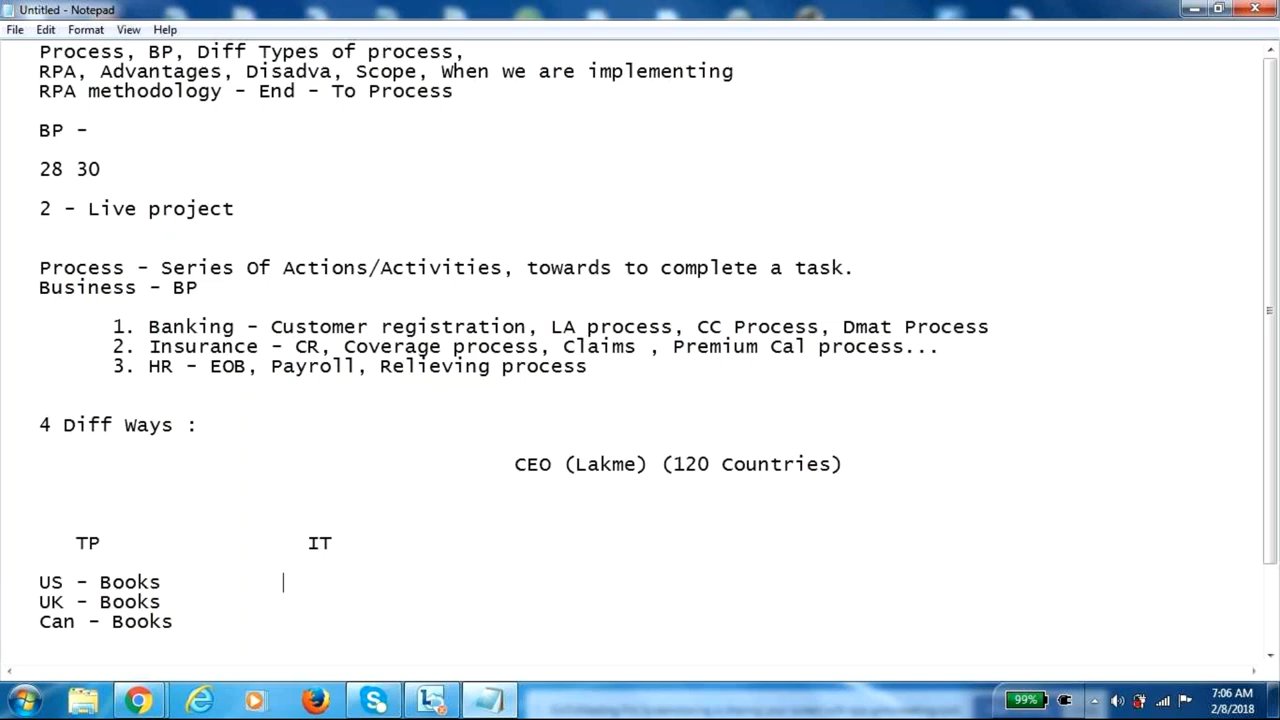 Untitled - Notepad
File Edit Format View Help
Process, BP, Diff Types of process,
RPA, Advantages, Disadva, Scope, When we are implementing
RPA methodology - End - To Process
BP -
28 30
2 - Live project
Process - Series Of Actions/Activities, towards to complete a task.
Business - BP
1. Banking - Customer registration, LA process, CC Process, Dmat Process
2. Insurance - CR, Coverage process, Claims , Premium Cal process...
3. HR - EOB, Payroll, Relieving process
4 Diff Ways :
CEO (Lakme) (120 Countries)
TP IT
US - Books
UK - Books
Can - Books
99%
7:06 AM
2/8/2018